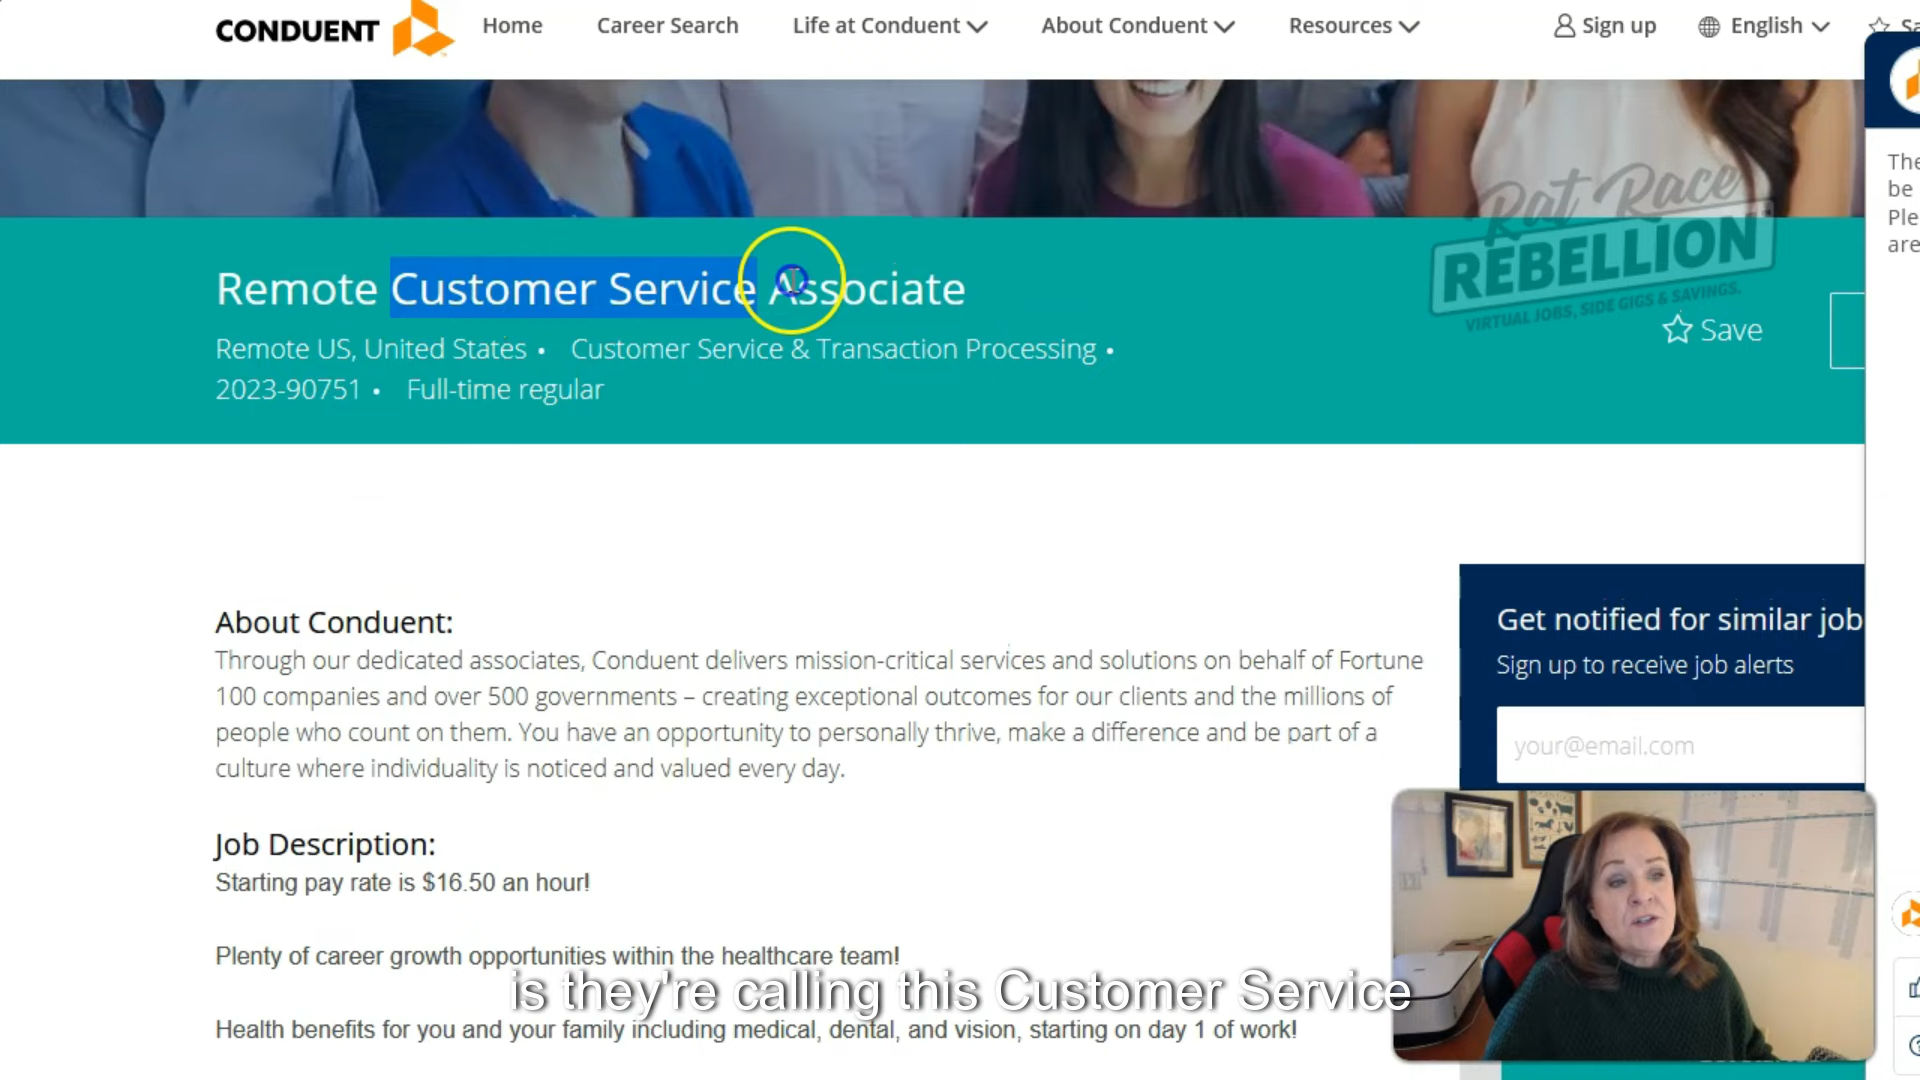 CONDUENT
Home
Career Search
Life at Conduent
About Conduent
Resources
Sign up
English
Rat Race
REBELLION
VIRTUAL JOBS, SIDE GIGS & SAVINGS.
Remote Customer Service Associate
Remote US, United States • Customer Service & Transaction Processing •
2023-90751 • Full-time regular
Save
About Conduent:
Through our dedicated associates, Conduent delivers mission-critical services and solutions on behalf of Fortune
100 companies and over 500 governments – creating exceptional outcomes for our clients and the millions of
people who count on them. You have an opportunity to personally thrive, make a difference and be part of a
culture where individuality is noticed and valued every day.
Get notified for similar job
Sign up to receive job alerts
your@email.com
Job Description:
Starting pay rate is $16.50 an hour!
Plenty of career growth opportunities within the healthcare team!
is they're calling this Customer Service
Health benefits for you and your family including medical, dental, and vision, starting on day 1 of work!
The
be
Ple
are